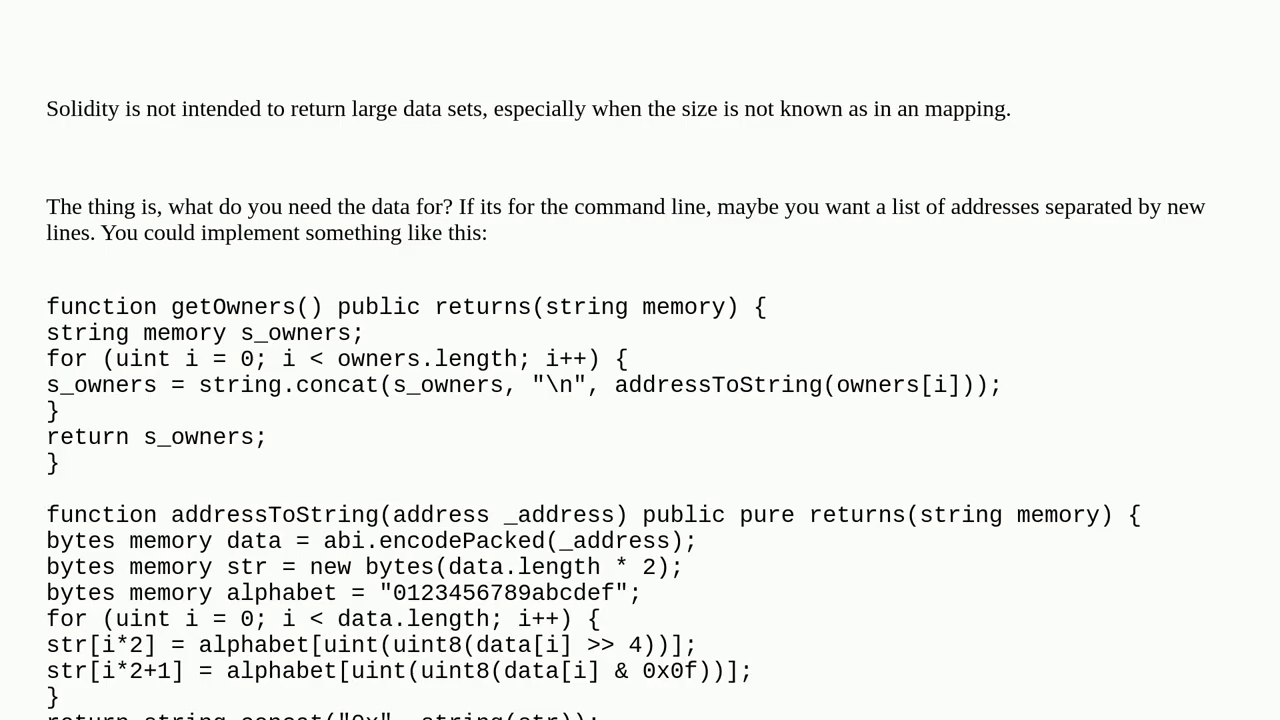 Solidity is not intended to return large data sets, especially when the size is not known as in an mapping.
The thing is, what do you need the data for? If its for the command line, maybe you want a list of addresses separated by new
lines. You could implement something like this:
function getOwners() public returns(string memory) {
string memory s_owners;
for (uint i = 0; i < owners.length; i++) {
s_owners = string.concat(s_owners, "\n", addressToString(owners[i]));
}
return s_owners;
}
function addressToString(address _address) public pure returns(string memory) {
bytes memory data = abi.encodePacked(_address);
bytes memory str = new bytes(data.length * 2);
bytes memory alphabet = "0123456789abcdef";
for (uint i = 0; i < data.length; i++) {
str[i*2] = alphabet[uint(uint8(data[i] >> 4))];
str[i*2+1] = alphabet[uint(uint8(data[i] & 0x0f))];
}
return string.concat("0x", string(str));